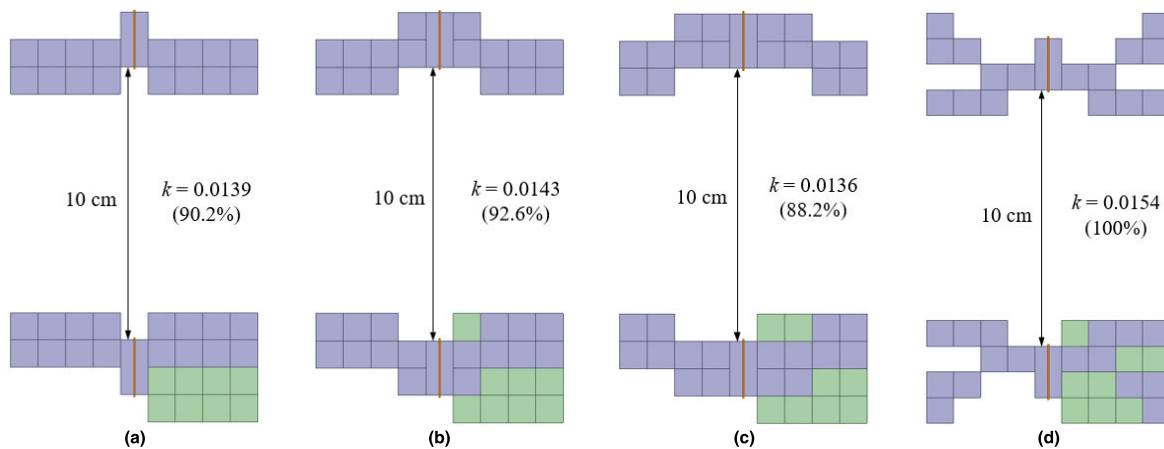 10 cm
k = 0.0139
(90.2%)
(a)
10 cm
k = 0.0143
(92.6%)
(b)
10 cm
k = 0.0136
(88.2%)
(c)
10 cm
k = 0.0154
(100%)
(d)